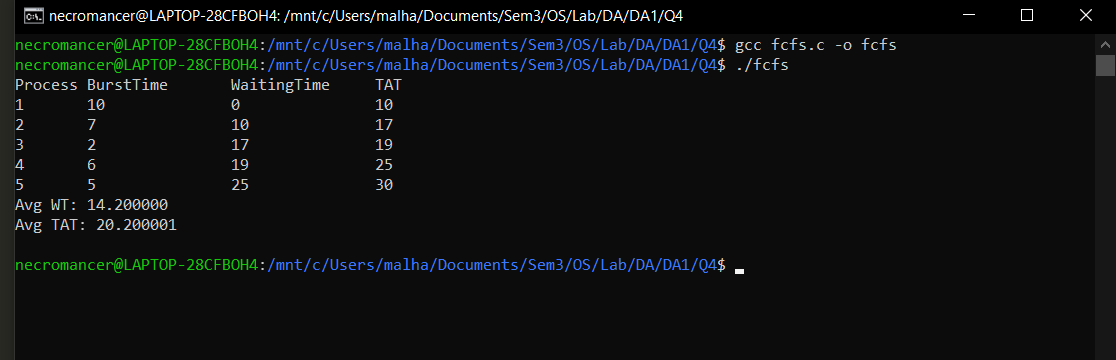 necromancer@LAPTOP-28CFBOH4: /mnt/c/Users/malha/Documents/Sem3/OS/Lab/DA/DA1/Q4
necromancer@LAPTOP-28CFBOH4:/mnt/c/Users/malha/Documents/Sem3/OS/Lab/DA/DA1/Q4$ gcc fcfs.c -o fcfs
necromancer@LAPTOP-28CFBOH4:/mnt/c/Users/malha/Documents/Sem3/OS/Lab/DA/DA1/Q4$ ./fcfs
Process BurstTime       WaitingTime     TAT
1       10              0               10
2       7               10              17
3       2               17              19
4       6               19              25
5       5               25              30
Avg WT: 14.200000
Avg TAT: 20.200001
necromancer@LAPTOP-28CFBOH4:/mnt/c/Users/malha/Documents/Sem3/OS/Lab/DA/DA1/Q4$